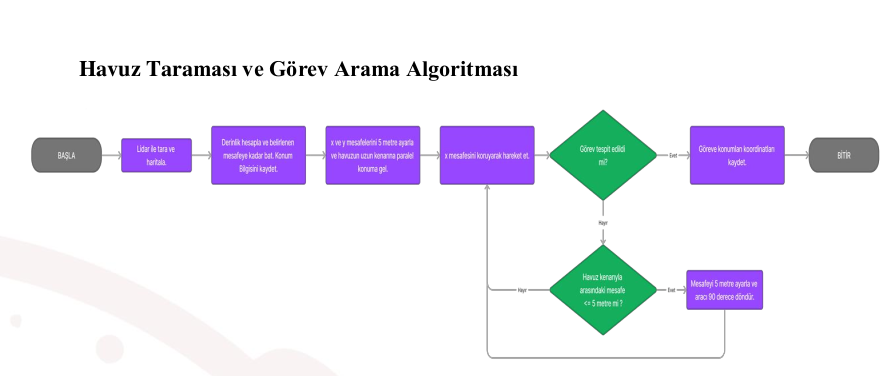 Havuz Taraması ve Görev Arama Algoritması
BAŞLA
Lidar ile tara ve
haritala.
Derinlik hesapla ve belirlenen
mesafeye kadar bat. Konum
Bilgisini kaydet.
x ve y mesafelerini 5 metre ayarla
ve havuzun uzun kenarına paralel
konuma gel.
x mesafesini koruyarak hareket et.
Görev tespit edildi
mi?
Evet
Göreve konumları koordinatları
kaydet.
BİTİR
Hayır
Havuz kenarıyla
arasındaki mesafe
<= 5 metre mi ?
Hayır
Evet
Mesafeyi 5 metre ayarla ve
aracı 90 derece döndür.